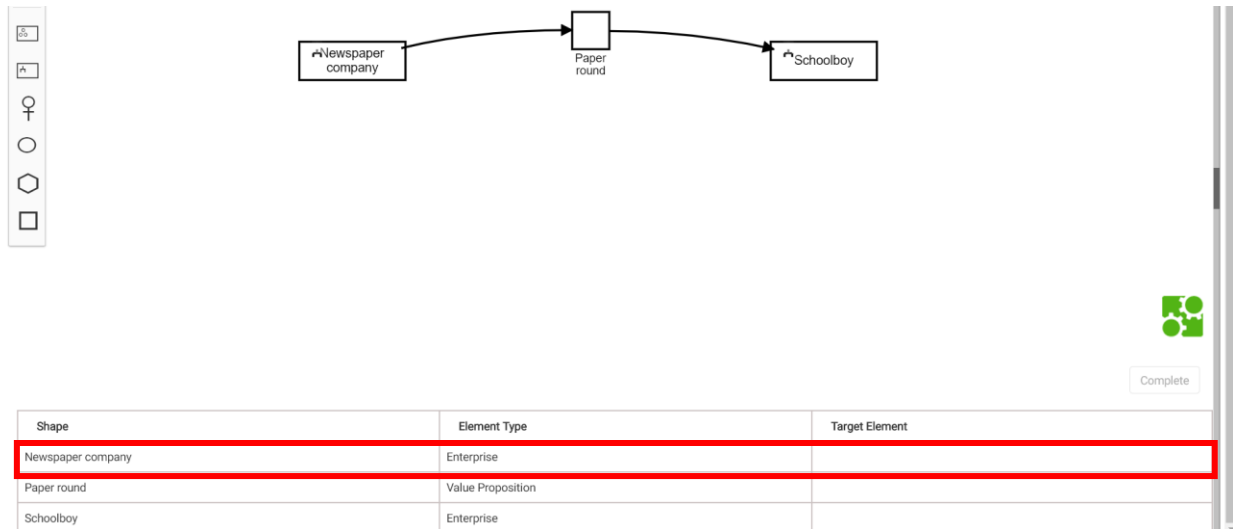 Newspaper
company
Paper
round
Schoolboy
Complete
Shape Element Type Target Element
Newspaper company Enterprise
Paper round Value Proposition
Schoolboy Enterprise